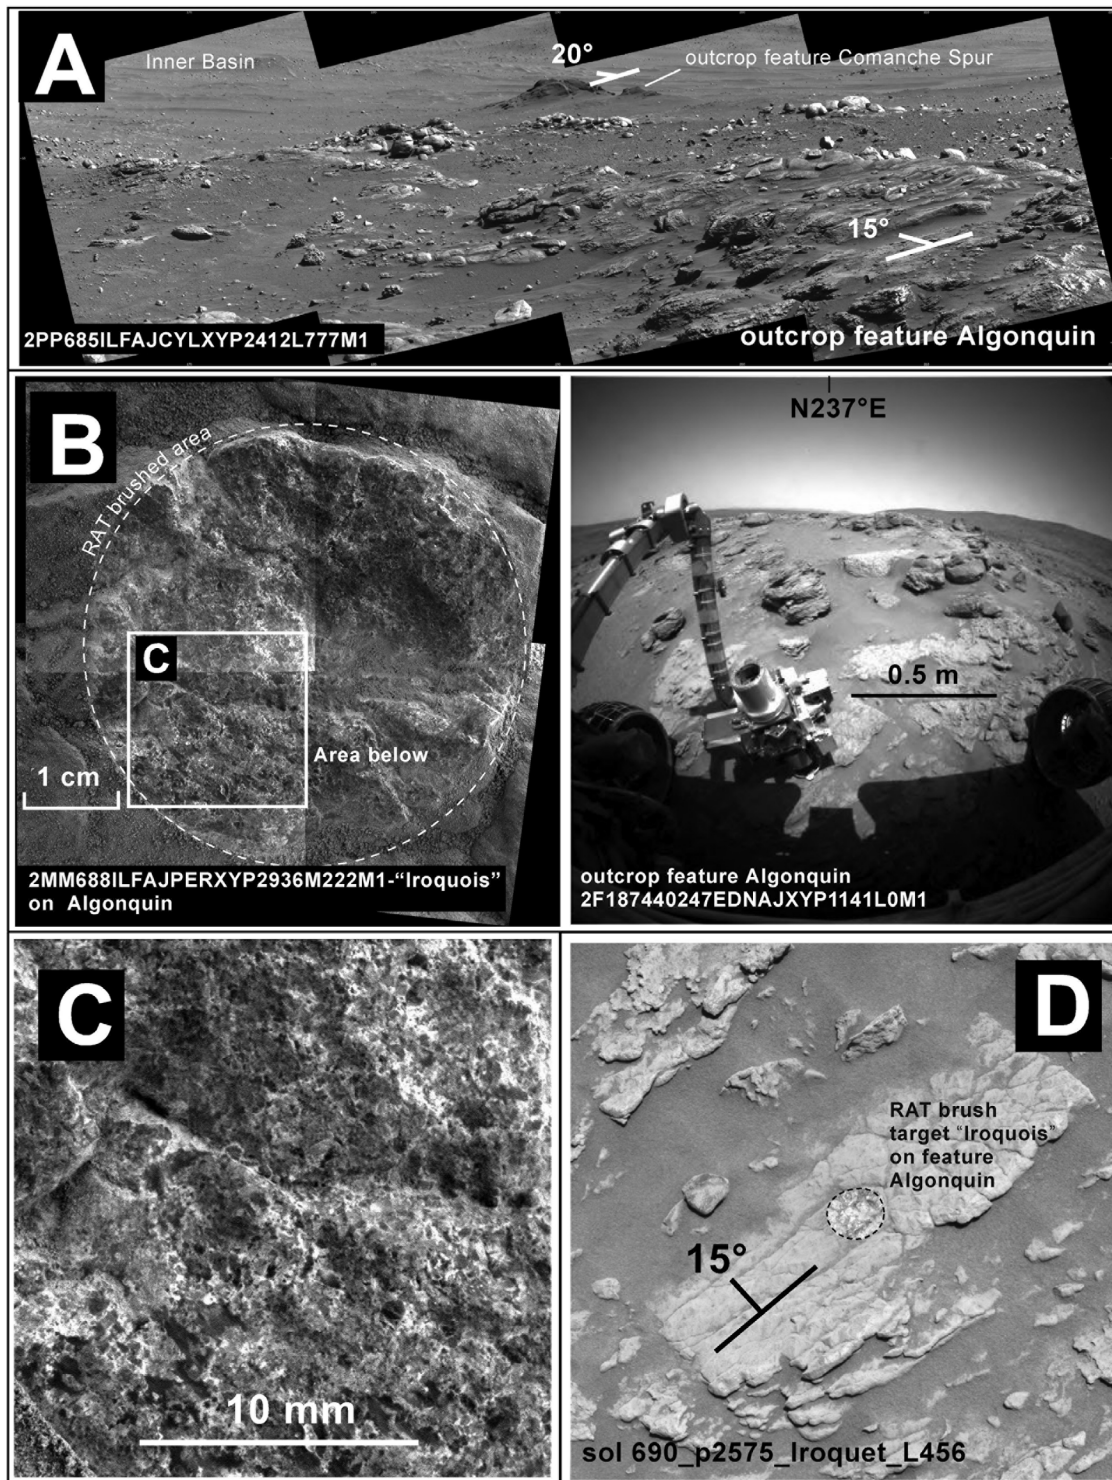 A
Inner Basin
20°
outcrop feature Comanche Spur
15°
2PP685ILFAJCYLXYP2412L777M1
outcrop feature Algonquin
B
RAT brushed area
C
Area below
1 cm
2MM688ILFAJPERXYP2936M222M1-“Iroquois”
on Algonquin
N237°E
0.5 m
outcrop feature Algonquin
2F187440247EDNAJXYP1141L0M1
C
10 mm
D
RAT brush
target “Iroquois”
on feature
Algonquin
15°
sol 690_p2575_Iroquet_L456